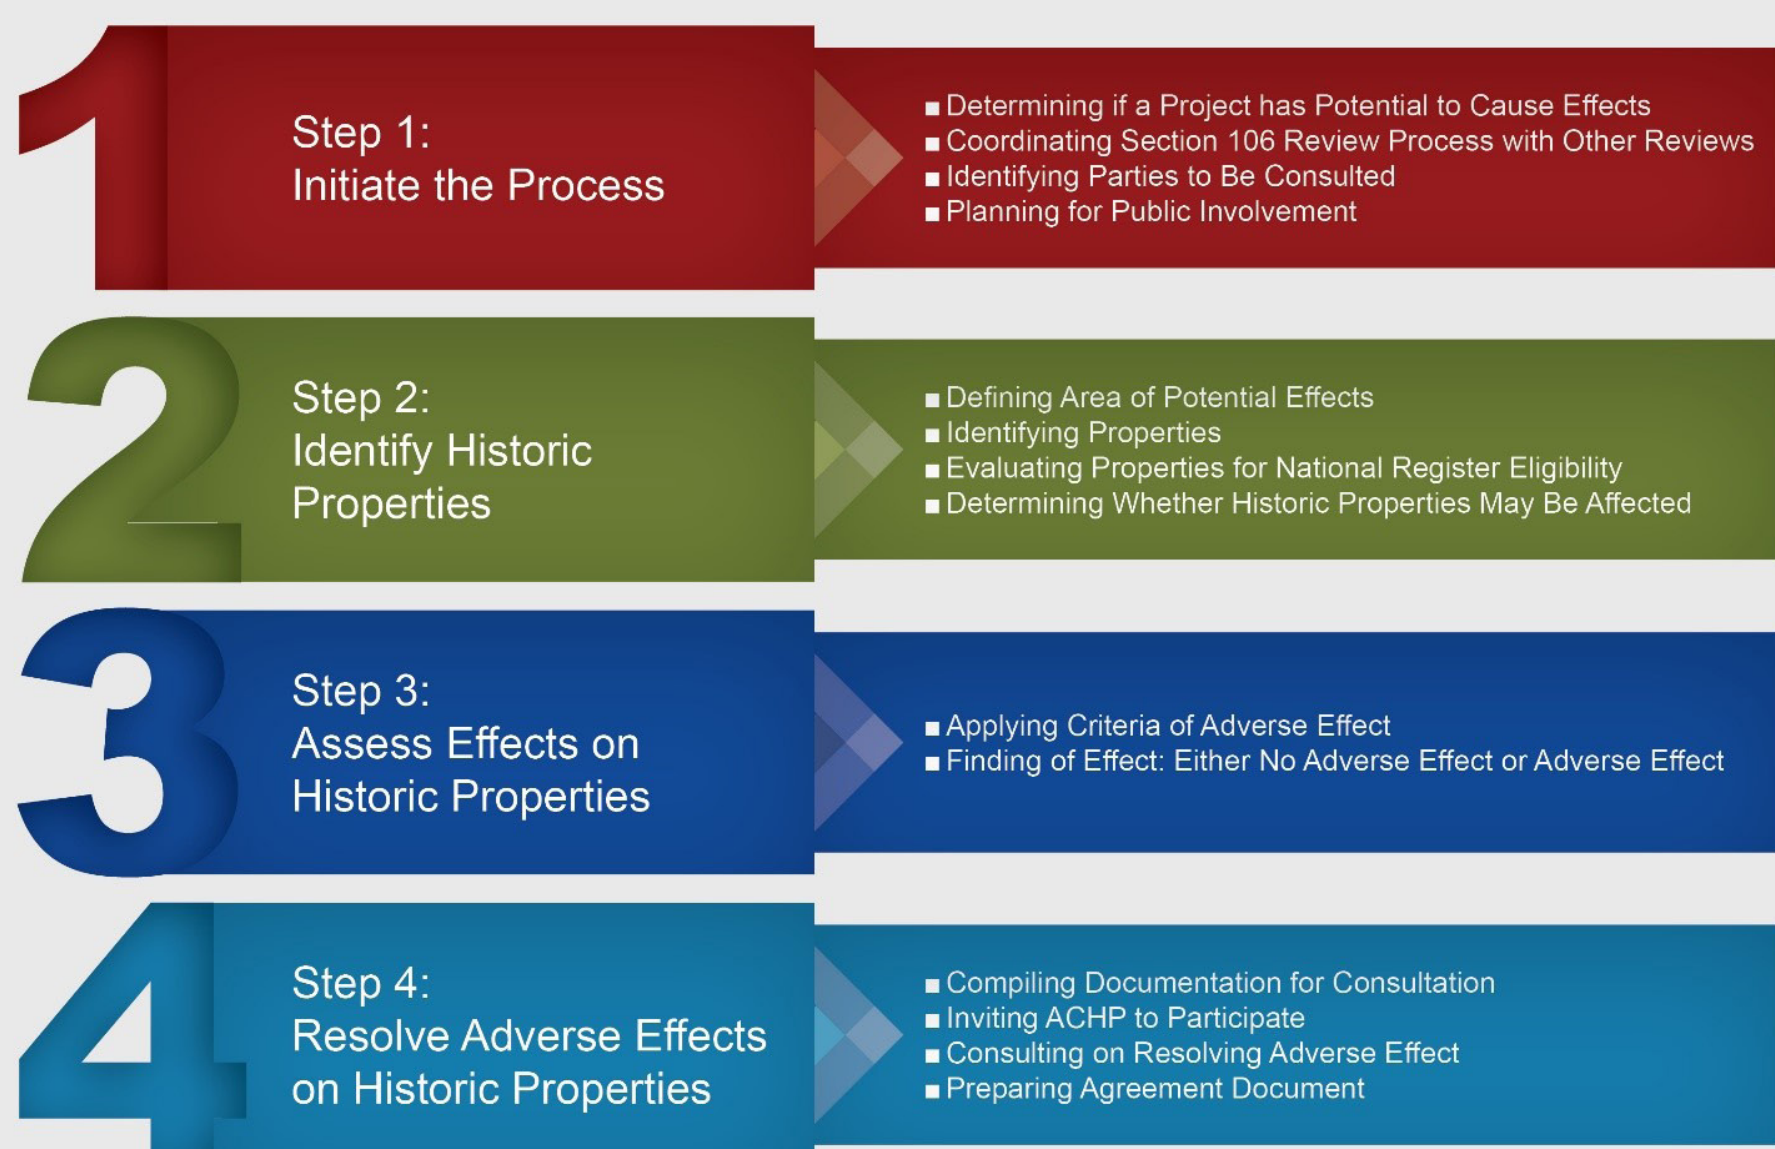 1
Step 1:
Initiate the Process
■ Determining if a Project has Potential to Cause Effects
■ Coordinating Section 106 Review Process with Other Reviews
■ Identifying Parties to Be Consulted
■ Planning for Public Involvement
2
Step 2:
Identify Historic
Properties
■ Defining Area of Potential Effects
■ Identifying Properties
■ Evaluating Properties for National Register Eligibility
■ Determining Whether Historic Properties May Be Affected
3
Step 3:
Assess Effects on
Historic Properties
■ Applying Criteria of Adverse Effect
■ Finding of Effect: Either No Adverse Effect or Adverse Effect
4
Step 4:
Resolve Adverse Effects
on Historic Properties
■ Compiling Documentation for Consultation
■ Inviting ACHP to Participate
■ Consulting on Resolving Adverse Effect
■ Preparing Agreement Document